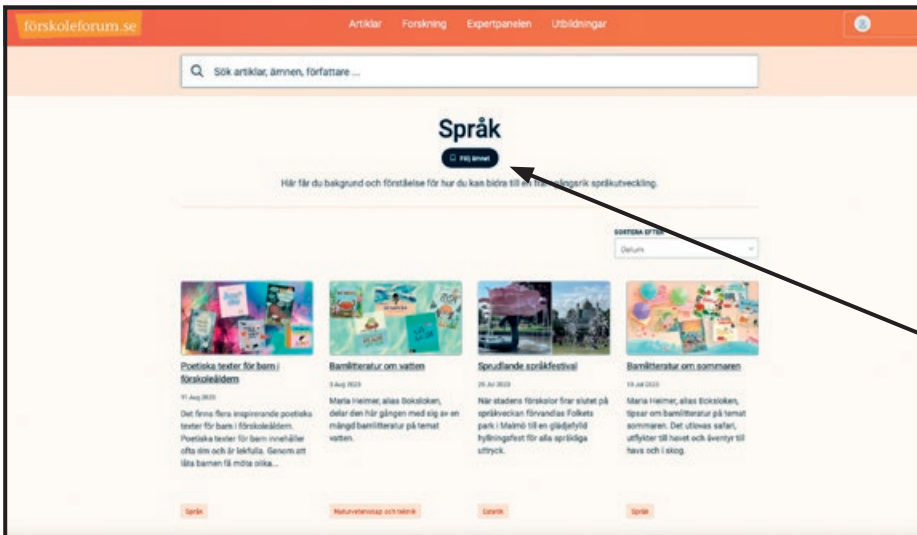 förskoleforum.se
Artiklar Forskning Expertpanelen Utbildningar
Sök artiklar, ämnen, författare ...
Språk
Följ ämnet
Här får du bakgrund och förståelse för hur du kan bidra till en framgångsrik språkutveckling.
SORTERA EFTER
Datum
Poetiska texter för barn i
förskoleåldern
11 Aug 2023
Det finns flera inspirerande poetiska
texter för barn i förskoleåldern.
Poetiska texter för barn innehåller
ofta rim och är lekfulla. Genom att
låta barnen få möta olika...
Språk
Barnlitteratur om vatten
Maria Heimer, alias Boksloken,
delar den här gången med sig av en
mängd barnlitteratur på temat
vatten.
Naturvetenskap och teknik
Sprudlande språkfestival
När stadens förskolor firar slutet på
språkveckan förvandlas Folkets
park i Malmö till en glädjefylld
hyllningsfest för alla språkliga
uttryck.
Estetik
Barnlitteratur om sommaren
Maria Heimer, alias Boksloken,
tipsar om barnlitteratur på temat
sommaren. Det utlovas safari,
utflykter till havet och äventyr till
havs och i skog.
Språk